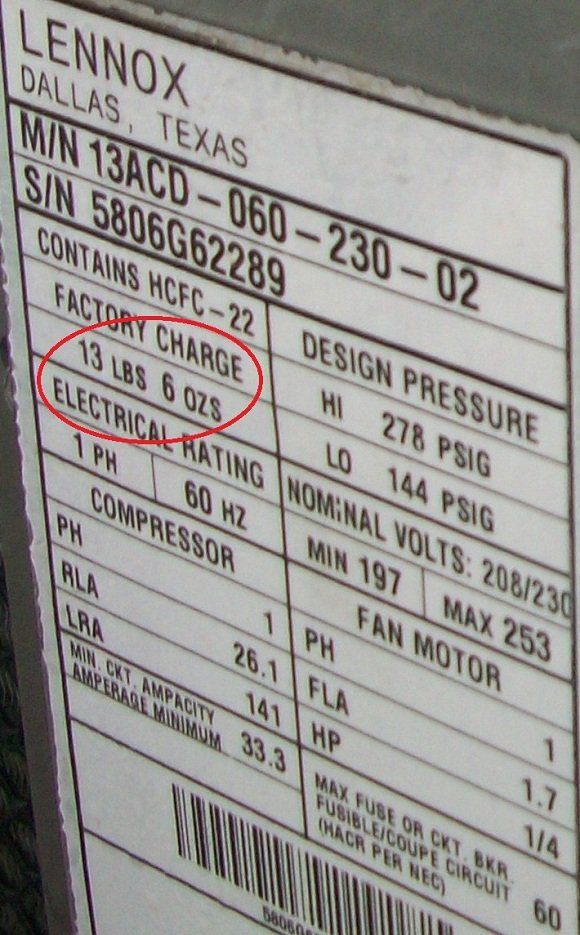 LENNOX
DALLAS, TEXAS
M/N 13ACD-060-230-02
S/N 5806G62289
CONTAINS HCFC-22
FACTORY CHARGE
13 LBS 6 OZS
DESIGN PRESSURE
HI 278 PSIG
LO 144 PSIG
ELECTRICAL RATING
1 PH 60 HZ
NOMINAL VOLTS: 208/230
MIN 197 MAX 253
COMPRESSOR
PH 1
RLA 26.1
LRA 141
MIN. CKT. AMPACITY
AMPERAGE MINIMUM 33.3
FAN MOTOR
PH 1
FLA 1.7
HP 1/4
MAX FUSE OR CKT. BKR.
FUSIBLE/COUPE CIRCUIT
(HACR PER NEC) 60